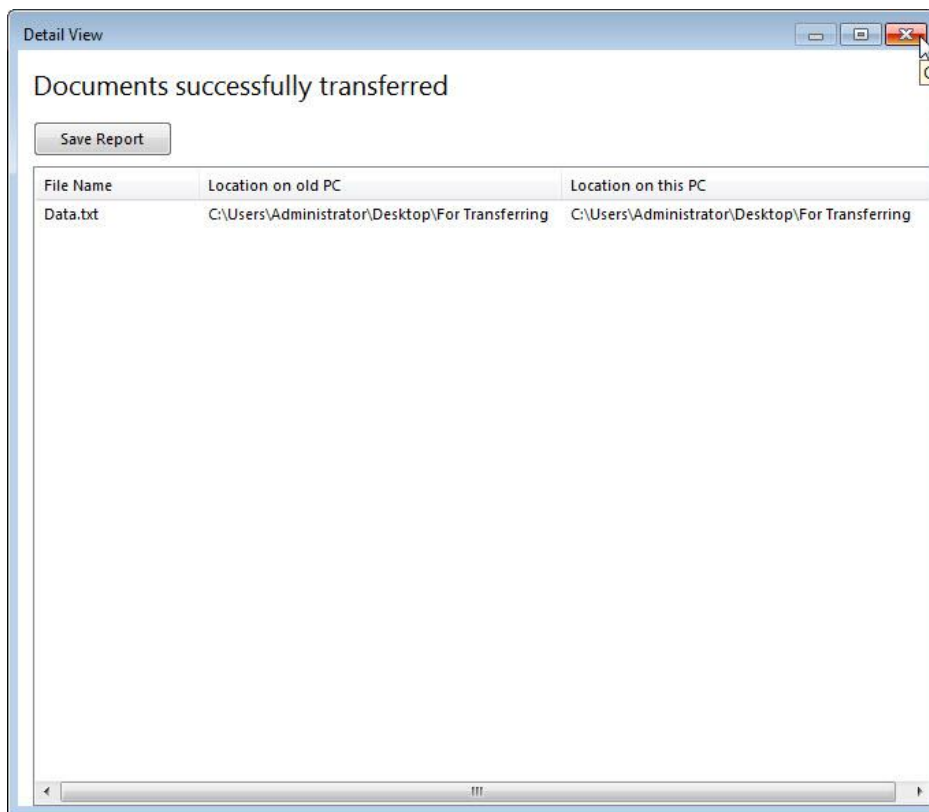 Detail View
Documents successfully transferred
Save Report
File Name Location on old PC Location on this PC
Data.txt C:\Users\Administrator\Desktop\For Transferring C:\Users\Administrator\Desktop\For Transferring